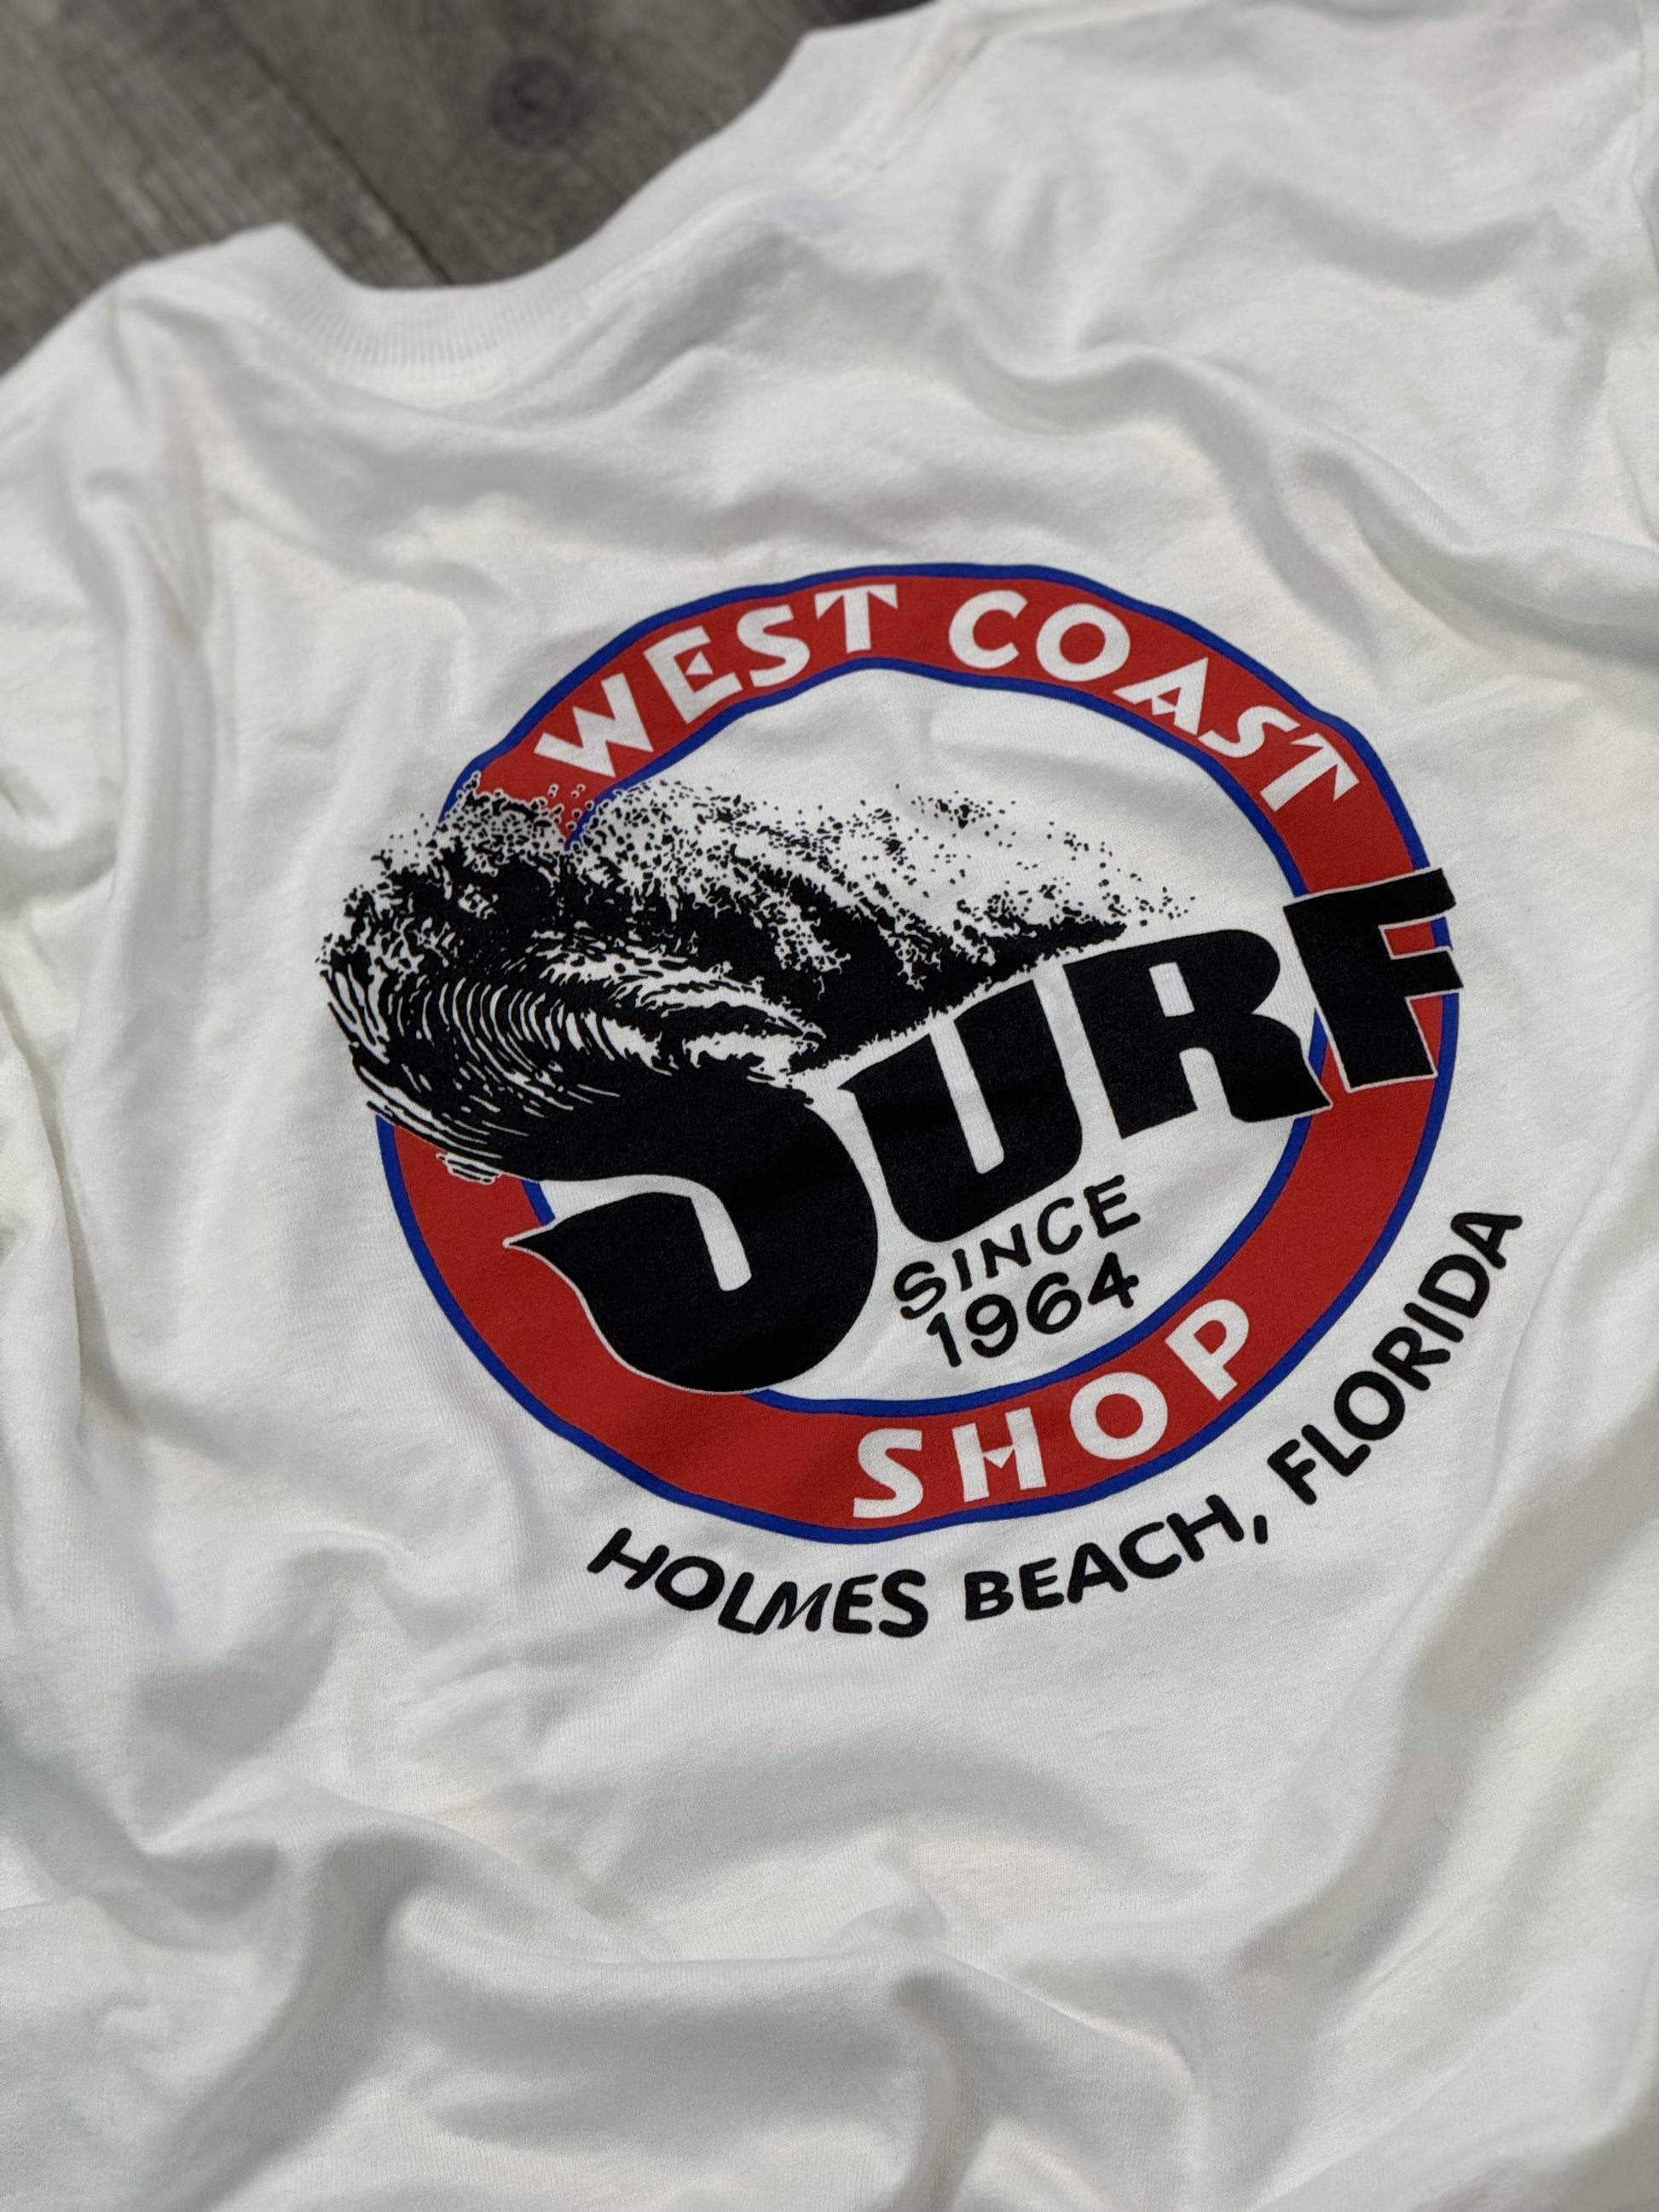 WEST COAST
SURF
SINCE
1964
SHOP
HOLMES BEACH, FLORIDA